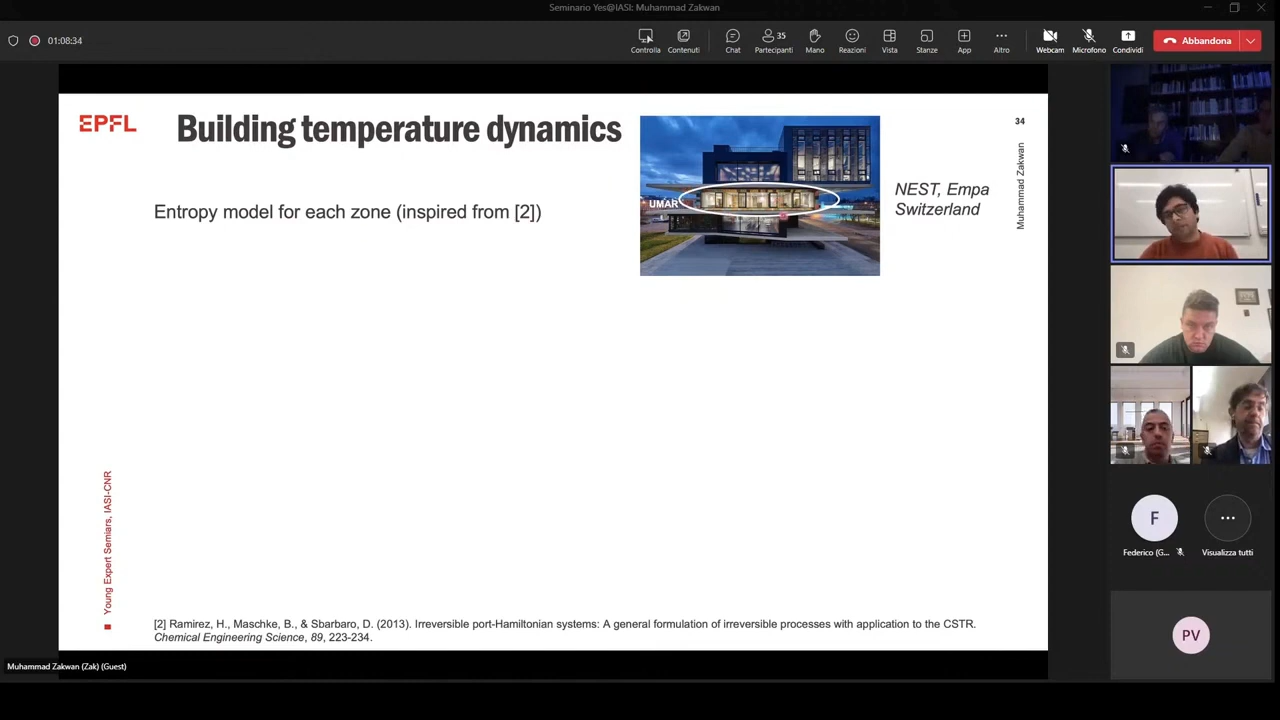 Seminario Yes@IASI: Muhammad Zakwan
01:08:34
Controlla
Contenuti
Chat
35
Partecipanti
Mano
Reazioni
Vista
Stanze
App
Altro
Webcam
Microfono
Condividi
Abbandona
EPFL
Building temperature dynamics
34
Muhammad Zakwan
UMAR
NEST, Empa
Switzerland
Entropy model for each zone (inspired from [2])
Young Expert Semiars, IASI-CNR
[2] Ramirez, H., Maschke, B., & Sbarbaro, D. (2013). Irreversible port-Hamiltonian systems: A general formulation of irreversible processes with application to the CSTR.
Chemical Engineering Science, 89, 223-234.
Muhammad Zakwan (Zak) (Guest)
F
Federico (G...
Visualizza tutti
PV